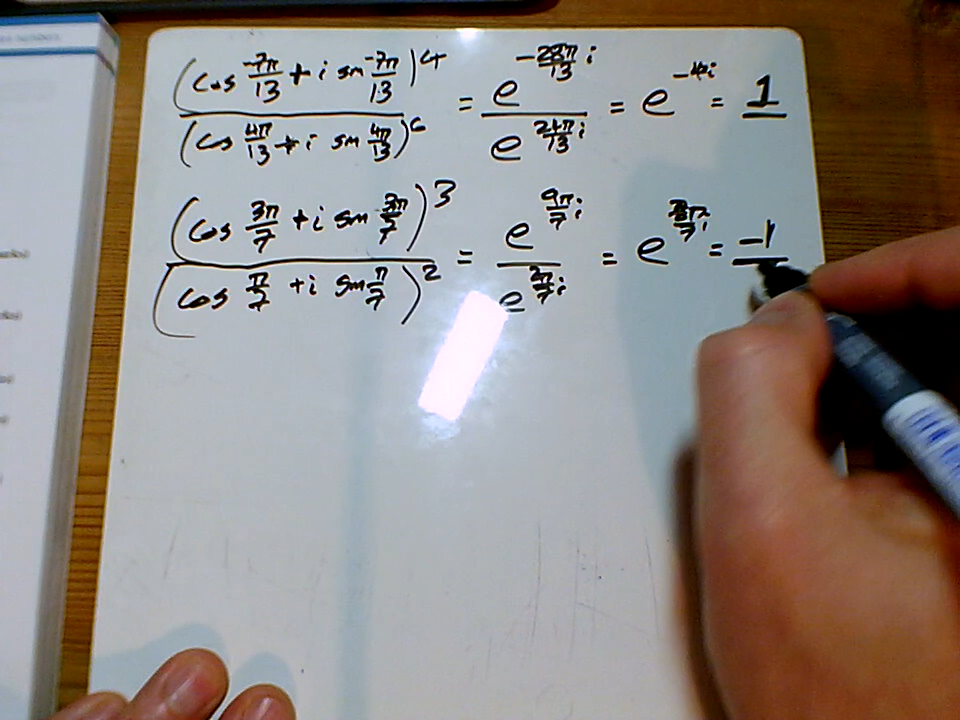 (cos -7π/13 + i sin -7π/13)^4 / (cos 4π/13 + i sin 4π/13)^6 = e^(-28π/13 i) / e^(24π/13 i) = e^(-4πi) = 1
(cos 3π/7 + i sin 3π/7)^3 / (cos π/7 + i sin π/7)^2 = e^(9π/7 i) / e^(2π/7 i) = e^(7π/7 i) = -1